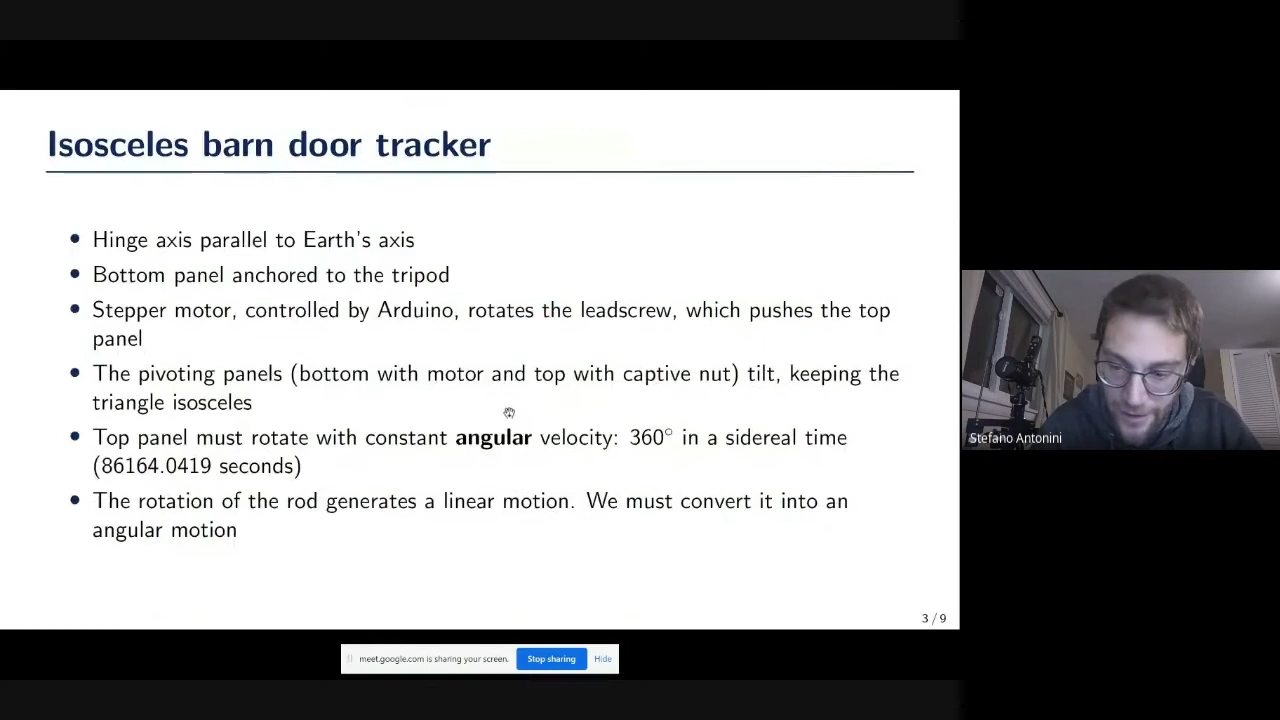 Isosceles barn door tracker
• Hinge axis parallel to Earth's axis
• Bottom panel anchored to the tripod
• Stepper motor, controlled by Arduino, rotates the leadscrew, which pushes the top
panel
• The pivoting panels (bottom with motor and top with captive nut) tilt, keeping the
triangle isosceles
• Top panel must rotate with constant angular velocity: 360° in a sidereal time
(86164.0419 seconds)
• The rotation of the rod generates a linear motion. We must convert it into an
angular motion
3 / 9
Stefano Antonini
meet.google.com is sharing your screen. Stop sharing Hide